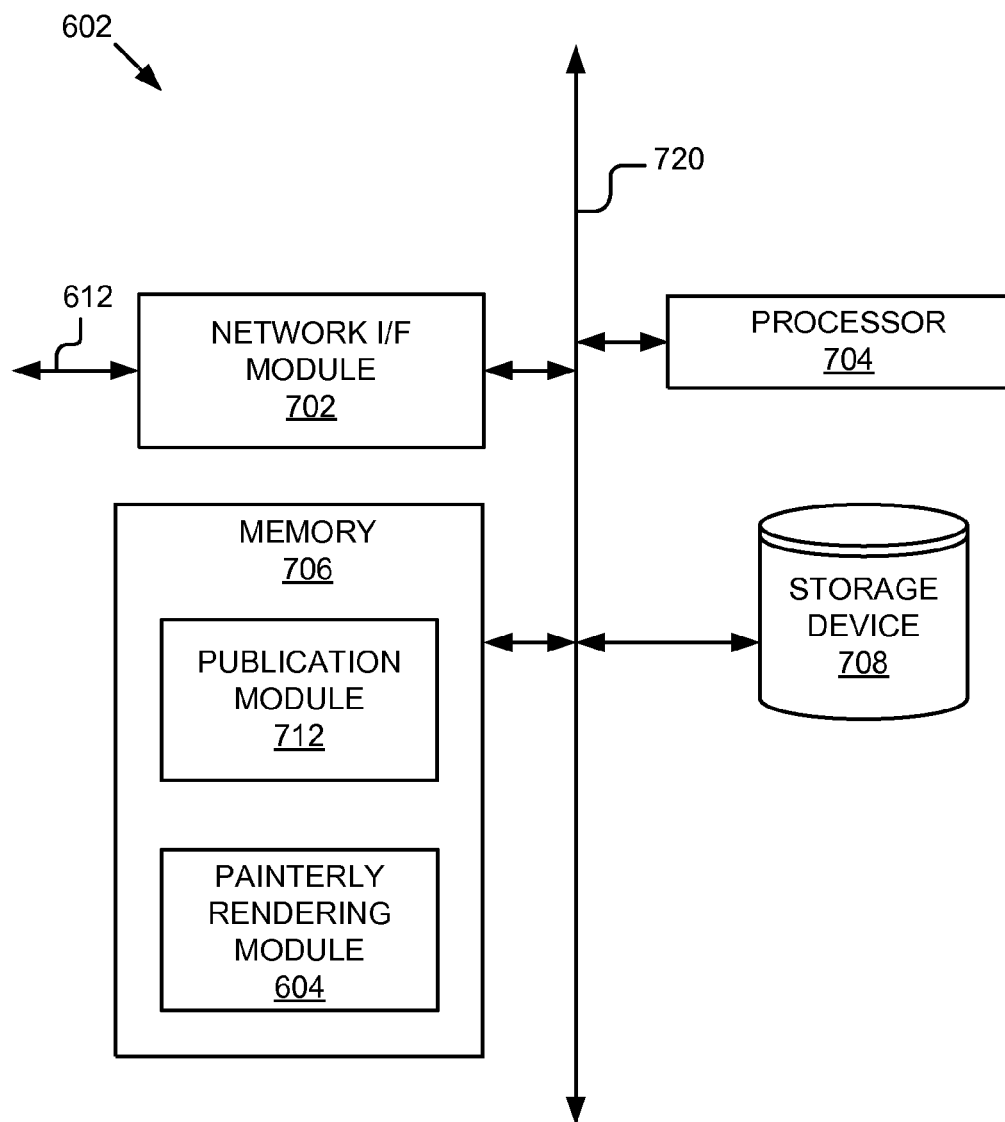 602
720
612
NETWORK I/F
MODULE
702
PROCESSOR
704
MEMORY
706
PUBLICATION
MODULE
712
PAINTERLY
RENDERING
MODULE
604
STORAGE
DEVICE
708